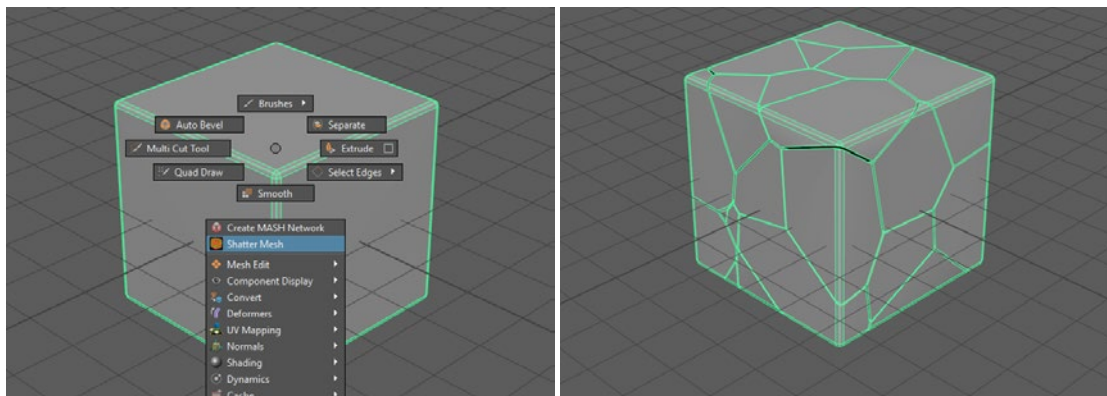 Brushes
Auto Bevel
Separate
Multi Cut Tool
Extrude
Quad Draw
Select Edges
Smooth
Create MASH Network
Shatter Mesh
Mesh Edit
Component Display
Convert
Deformers
UV Mapping
Normals
Shading
Dynamics
Cache